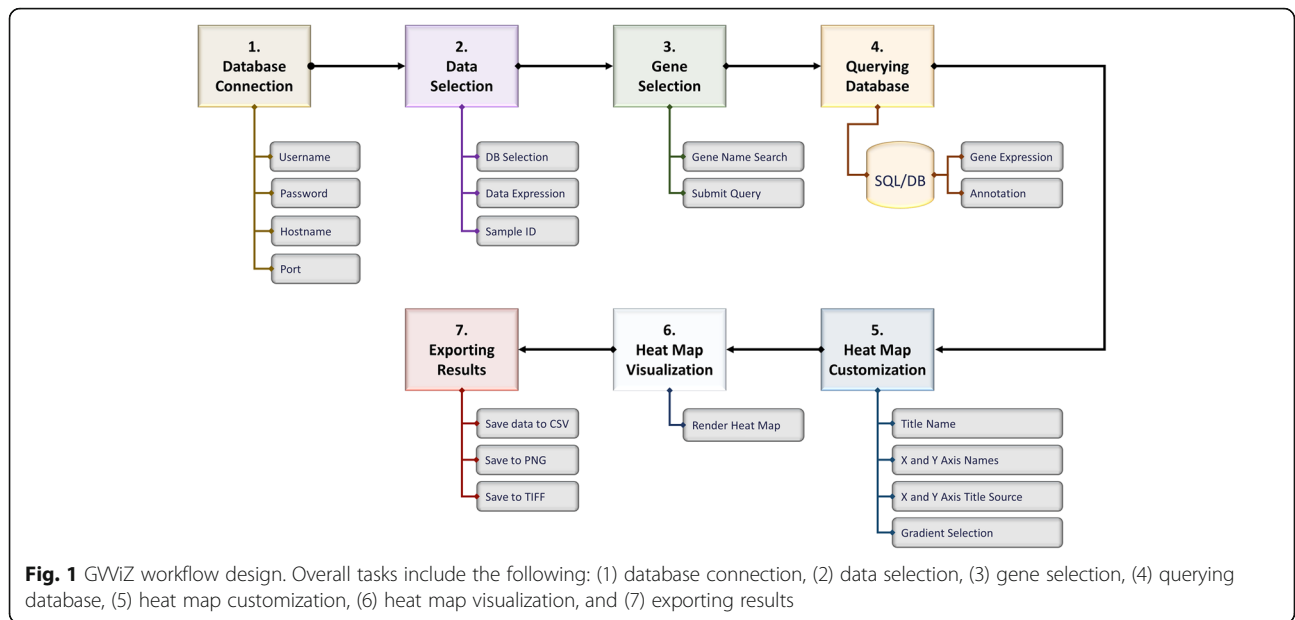 1.
Database
Connection
2.
Data
Selection
3.
Gene
Selection
4.
Querying
Database
Username
Password
Hostname
Port
DB Selection
Data Expression
Sample ID
Gene Name Search
Submit Query
SQL/DB
Gene Expression
Annotation
7.
Exporting
Results
6.
Heat Map
Visualization
5.
Heat Map
Customization
Save data to CSV
Save to PNG
Save to TIFF
Render Heat Map
Title Name
X and Y Axis Names
X and Y Axis Title Source
Gradient Selection
Fig. 1 GVViZ workflow design. Overall tasks include the following: (1) database connection, (2) data selection, (3) gene selection, (4) querying
database, (5) heat map customization, (6) heat map visualization, and (7) exporting results